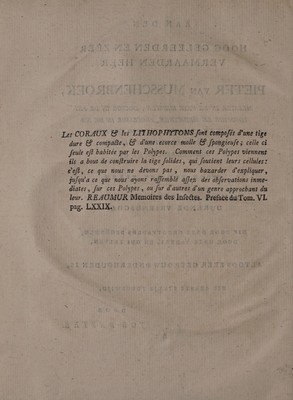 Les CORAUX & les LITHOPHYTONS sont composés d'une tige
dure & compacte, & d'une ecorce molle & spongieuse; celle ci
seule est habitée par les Polypes. Comment ces Polypes viennent
ils a bout de construire la tige solides, qui soutient leurs cellules:
c'est, ce que nous ne devons pas, nous hazarder d'expliquer,
jusqu'a ce que nous ayons rassemblé assez des observations imme-
diates, sur ces Polypes, ou sur d'autres d'un genre approchans du
leur. REAUMUR Memoires des Insectes. Preface du Tom. VI.
pag. LXXIX.